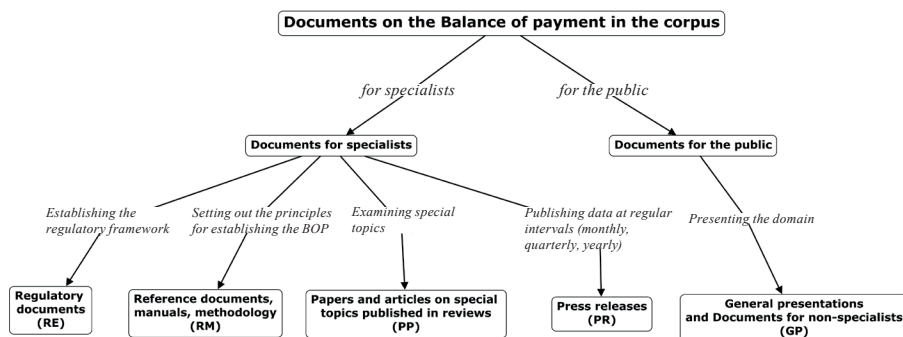 Documents on the Balance of payment in the corpus
for specialists
for the public
Documents for specialists
Documents for the public
Establishing the
regulatory framework
Setting out the principles
for establishing the BOP
Examining special
topics
Publishing data at regular
intervals (monthly,
quarterly, yearly)
Presenting the domain
Regulatory
documents
(RE)
Reference documents,
manuals, methodology
(RM)
Papers and articles on special
topics published in reviews
(PP)
Press releases
(PR)
General presentations
and Documents for non-specialists
(GP)